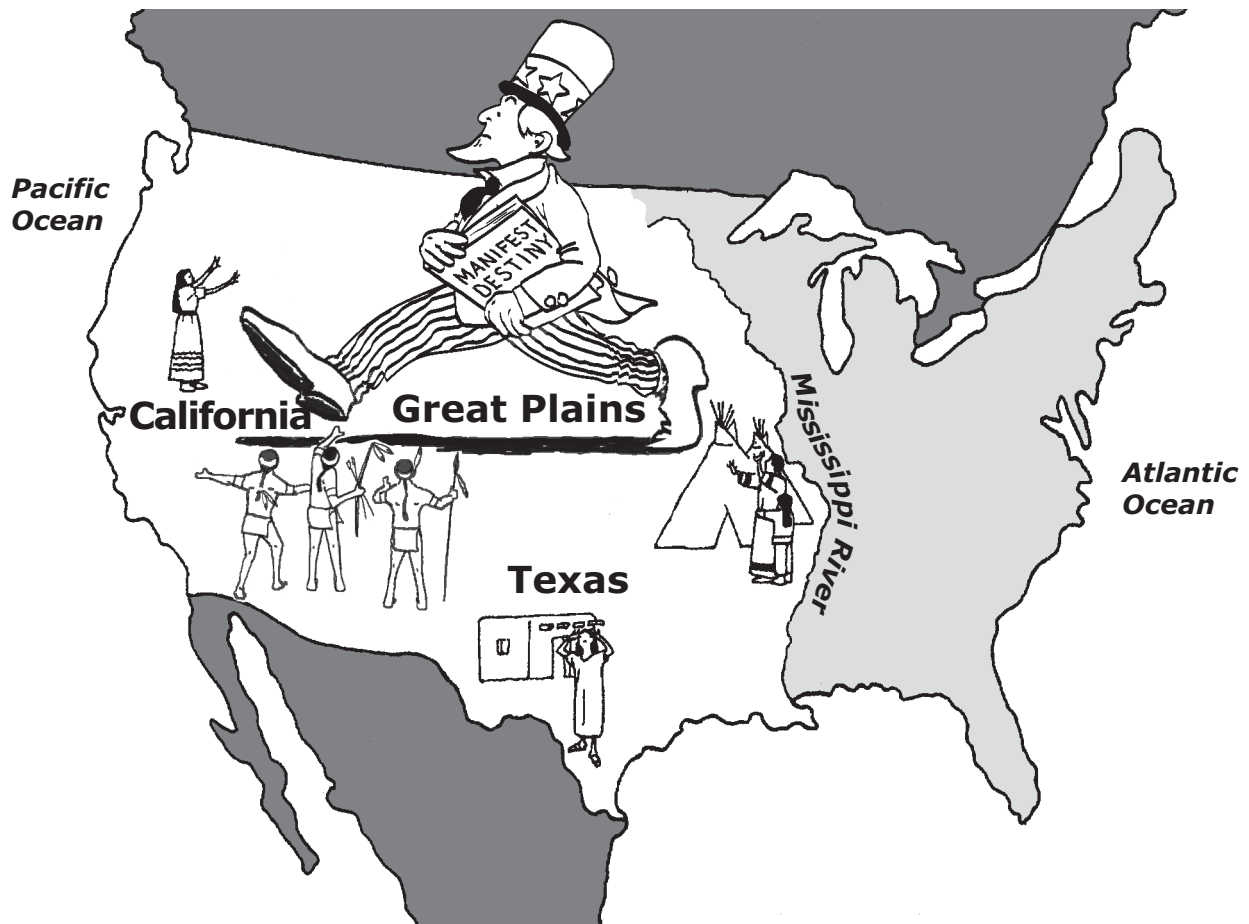 Pacific
Ocean
MANIFEST
DESTINY
California
Great Plains
Mississippi River
Atlantic
Ocean
Texas